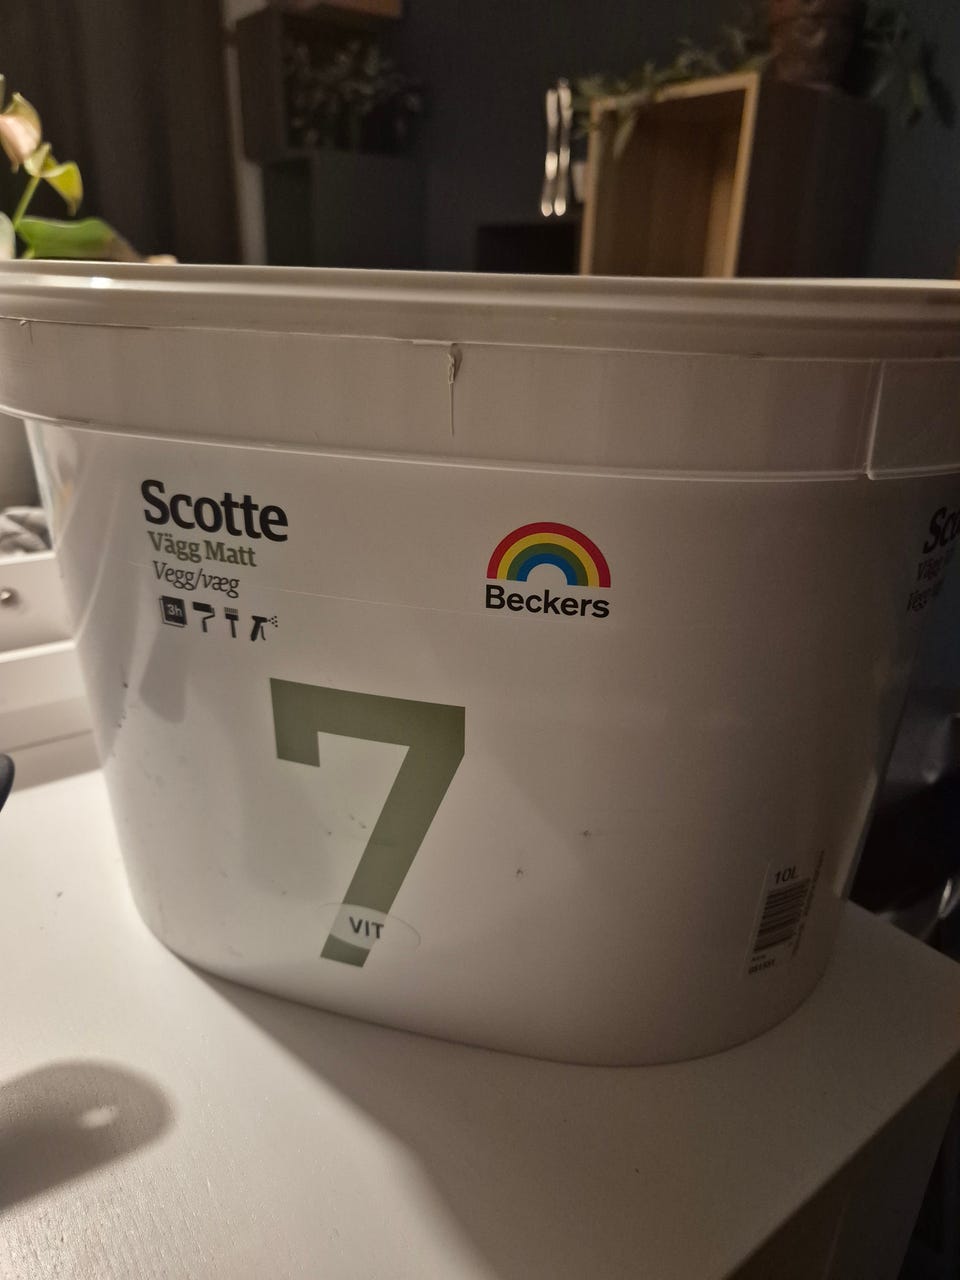 Scotte
Vägg Matt
Vegg/væg
3h
Beckers
7
VIT
10L